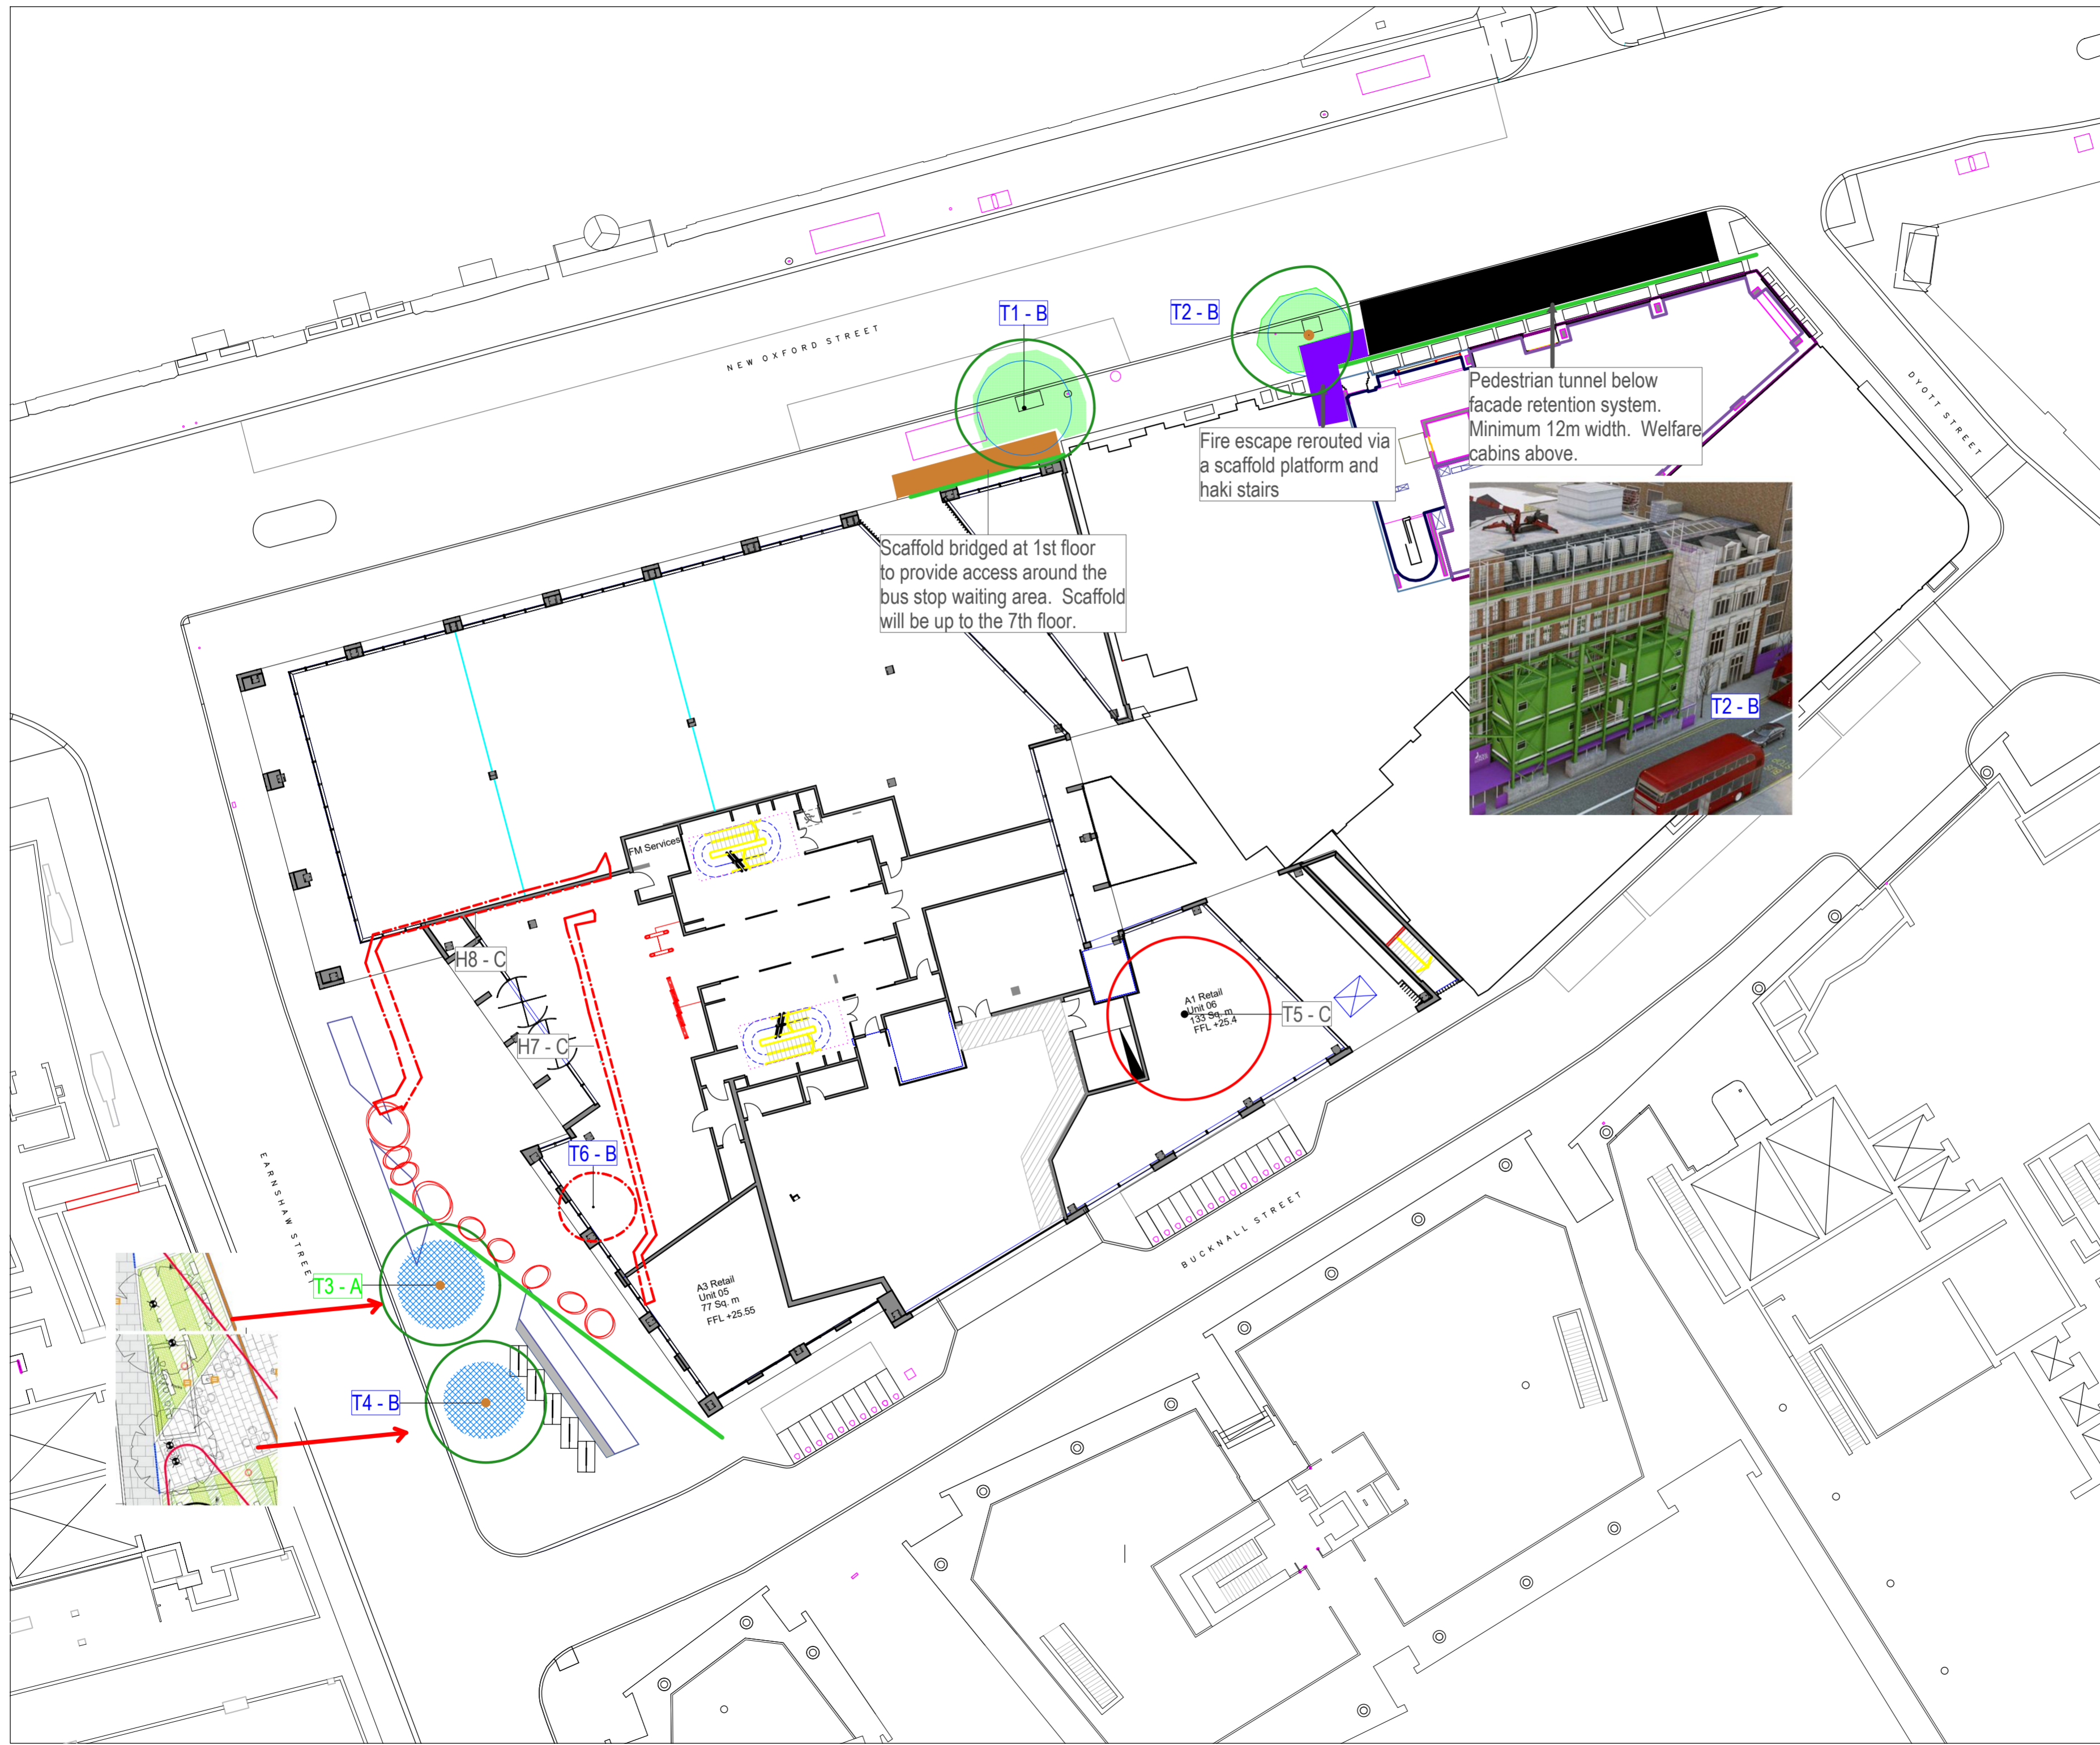 T1 - B
T2 - B
NEW OXFORD STREET
DYOTT STREET
Pedestrian tunnel below
facade retention system.
Minimum 12m width. Welfare
cabins above.
Fire escape rerouted via
a scaffold platform and
haki stairs
Scaffold bridged at 1st floor
to provide access around the
bus stop waiting area. Scaffold
will be up to the 7th floor.
T2 - B
FM Services
H8 - C
H7 - C
A1 Retail
Unit 06
133 Sq. m
FFL +25.4
T5 - C
T6 - B
EARNSHAW STREET
BUCKNALL STREET
T3 - A
A3 Retail
Unit 05
77 Sq. m
FFL +25.55
T4 - B